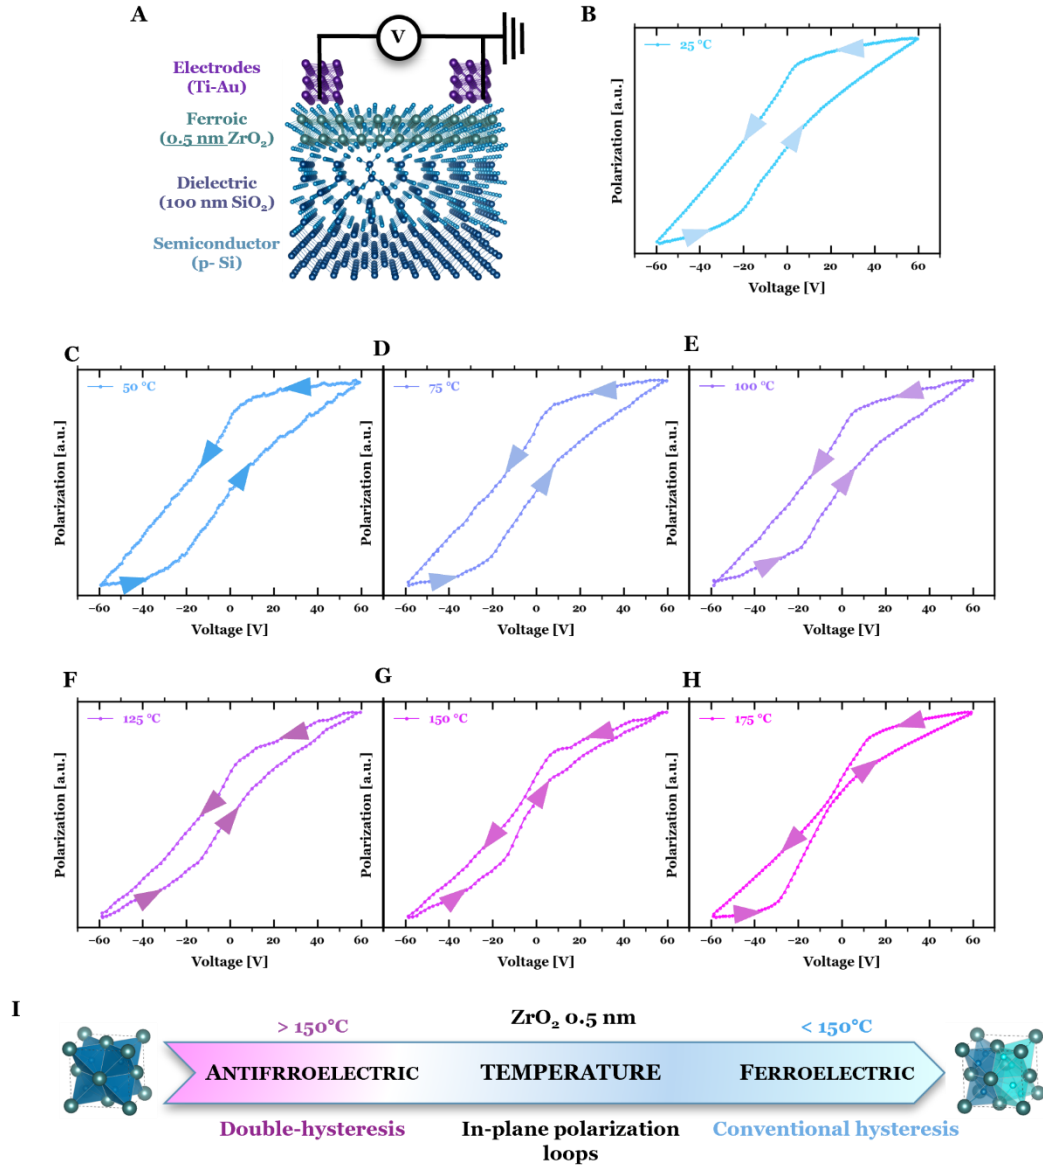 A
V
Electrodes
(Ti-Au)
Ferroic
(0.5 nm ZrO₂)
Dielectric
(100 nm SiO₂)
Semiconductor
(p- Si)
B
25 °C
Polarization [a.u.]
−60 −40 −20 0 20 40 60
Voltage [V]
C
50 °C
Polarization [a.u.]
−60 −40 −20 0 20 40 60
Voltage [V]
D
75 °C
Polarization [a.u.]
−60 −40 −20 0 20 40 60
Voltage [V]
E
100 °C
Polarization [a.u.]
−60 −40 −20 0 20 40 60
Voltage [V]
F
125 °C
Polarization [a.u.]
−60 −40 −20 0 20 40 60
Voltage [V]
G
150 °C
Polarization [a.u.]
−60 −40 −20 0 20 40 60
Voltage [V]
H
175 °C
Polarization [a.u.]
−60 −40 −20 0 20 40 60
Voltage [V]
I
> 150°C
ZrO₂ 0.5 nm
< 150°C
ANTIFRROELECTRIC
TEMPERATURE
FERROELECTRIC
Double-hysteresis
In-plane polarization
loops
Conventional hysteresis